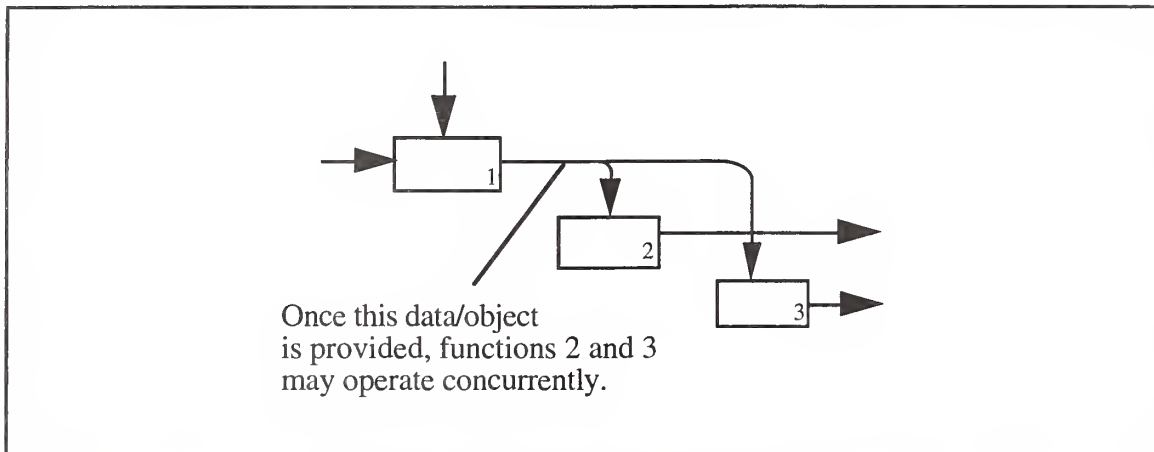 1
2
3
Once this data/object
is provided, functions 2 and 3
may operate concurrently.